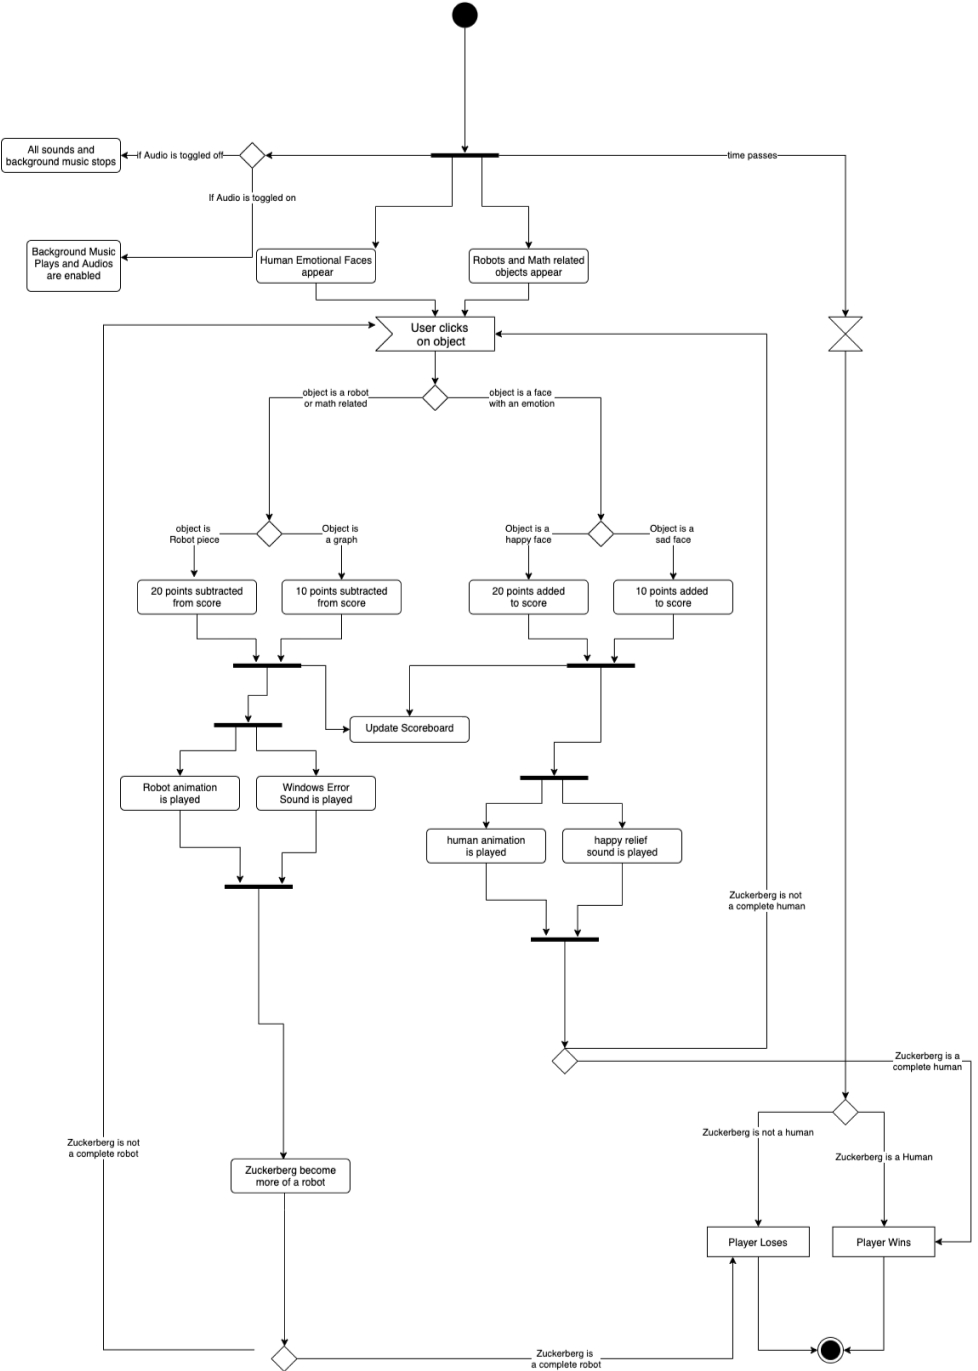 All sounds and
background music stops
if Audio is toggled off
time passes
If Audio is toggled on
Background Music
Plays and Audios
are enabled
Human Emotional Faces
appear
Robots and Math related
objects appear
User clicks
on object
object is a robot
or math related
object is a face
with an emotion
object is
Robot piece
Object is
a graph
Object is a
happy face
Object is a
sad face
20 points subtracted
from score
10 points subtracted
from score
20 points added
to score
10 points added
to score
Update Scoreboard
Robot animation
is played
Windows Error
Sound is played
human animation
is played
happy relief
sound is played
Zuckerberg is not
a complete human
Zuckerberg is a
complete human
Zuckerberg is not a human
Zuckerberg is a Human
Zuckerberg is not
a complete robot
Zuckerberg become
more of a robot
Player Loses
Player Wins
Zuckerberg is
a complete robot